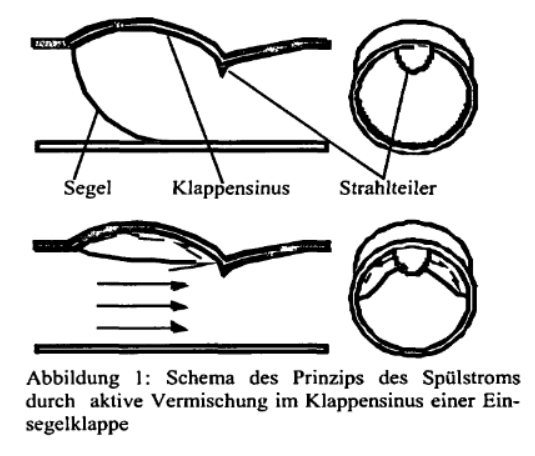 Segel Klappensinus Strahlteiler
Abbildung 1: Schema des Prinzips des Spülstroms
durch aktive Vermischung im Klappensinus einer Ein-
segelklappe